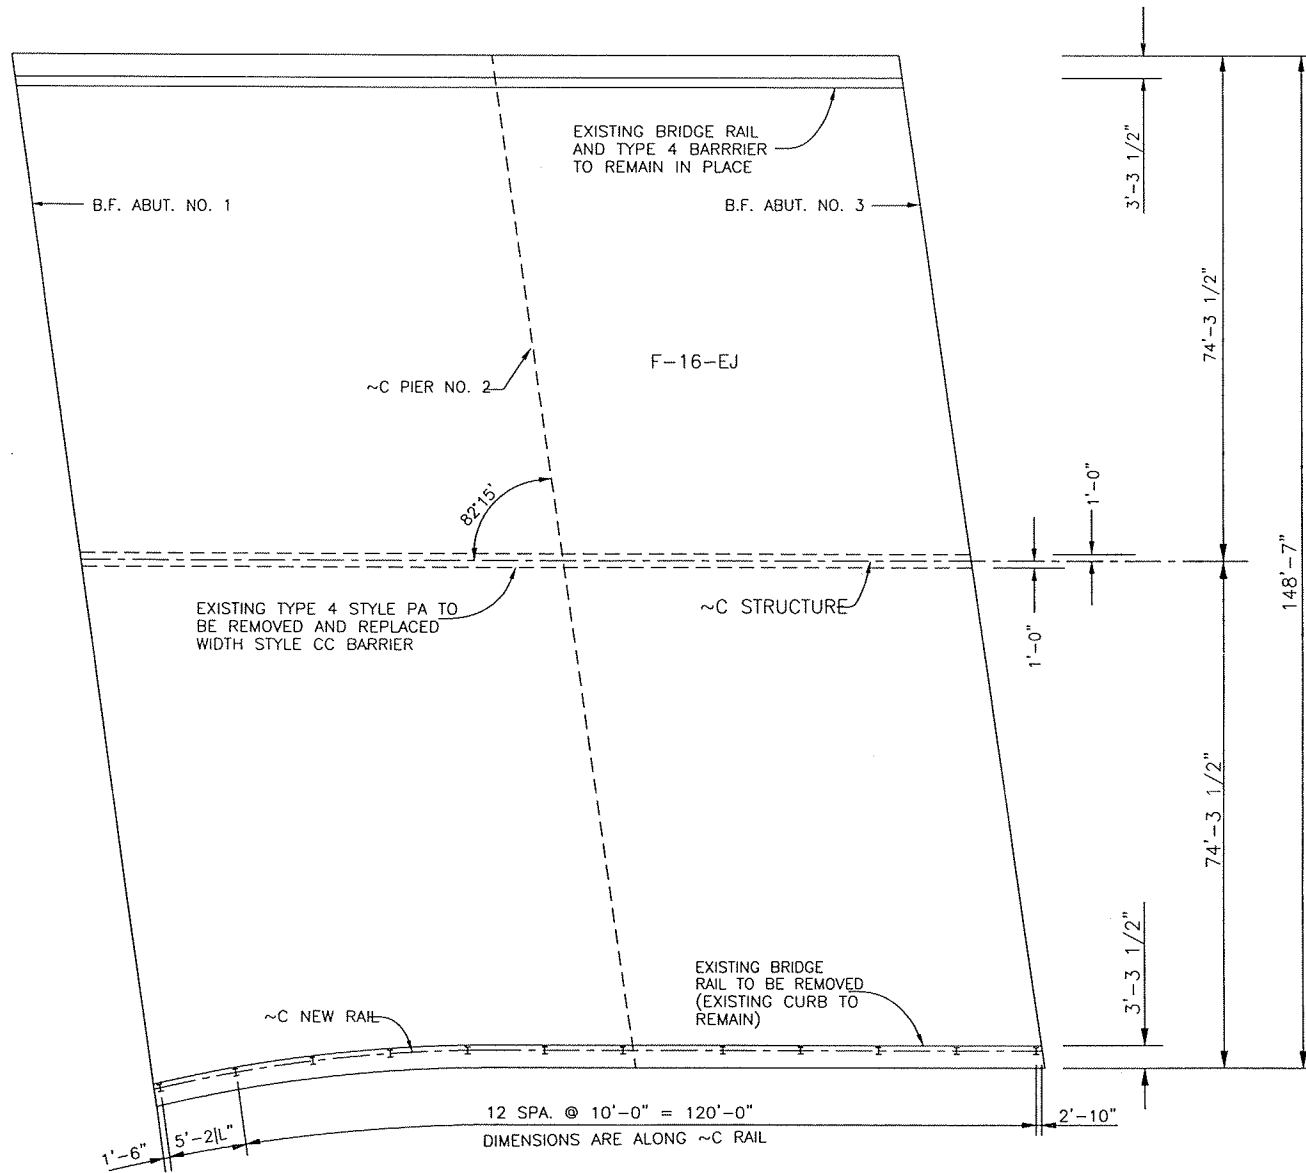 EXISTING BRIDGE RAIL
AND TYPE 4 BARRRIER
TO REMAIN IN PLACE
3'-3 1/2"
B.F. ABUT. NO. 1
B.F. ABUT. NO. 3
74'-3 1/2"
F-16-EJ
~C PIER NO. 2
82°15'
1'-0"
148'-7"
EXISTING TYPE 4 STYLE PA TO
BE REMOVED AND REPLACED
WIDTH STYLE CC BARRIER
~C STRUCTURE
1'-0"
74'-3 1/2"
EXISTING BRIDGE
RAIL TO BE REMOVED
(EXISTING CURB TO
REMAIN)
3'-3 1/2"
~C NEW RAIL
12 SPA. @ 10'-0" = 120'-0"
DIMENSIONS ARE ALONG ~C RAIL
2'-10"
1'-6"
5'-2|L"